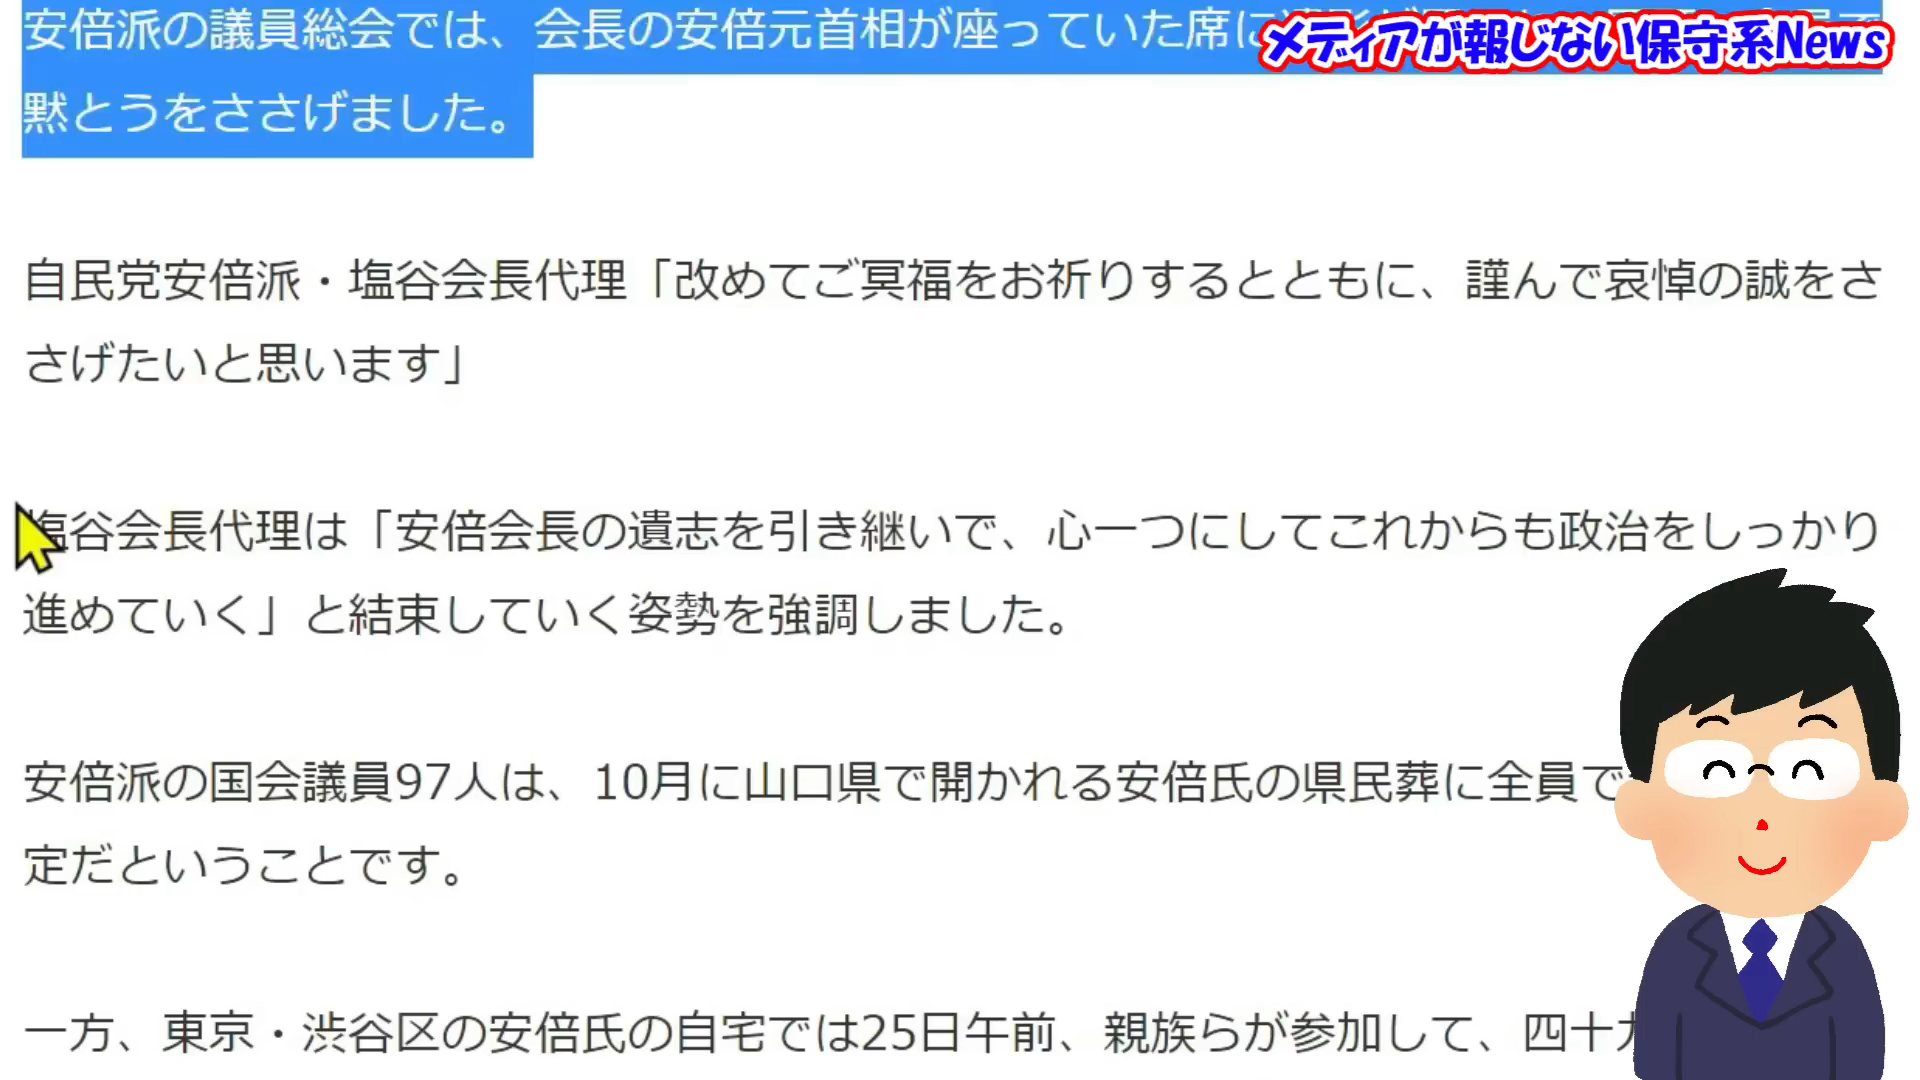 安倍派の議員総会では、会長の安倍元首相が座っていた席に
メディアが報じない保守系News
黙とうをささげました。
自民党安倍派・塩谷会長代理「改めてご冥福をお祈りするとともに、謹んで哀悼の誠をさ
さげたいと思います」
塩谷会長代理は「安倍会長の遺志を引き継いで、心一つにしてこれからも政治をしっかり
進めていく」と結束していく姿勢を強調しました。
安倍派の国会議員97人は、10月に山口県で開かれる安倍氏の県民葬に全員で
定だということです。
一方、東京・渋谷区の安倍氏の自宅では25日午前、親族らが参加して、四十